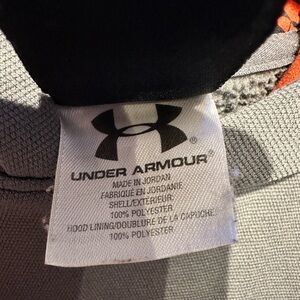 UNDER ARMOUR®
MADE IN JORDAN
FABRIQUÉ EN JORDANIE
SHELL/EXTÉRIEUR:
100% POLYESTER
HOOD LINING/DOUBLURE DE LA CAPUCHE:
100% POLYESTER